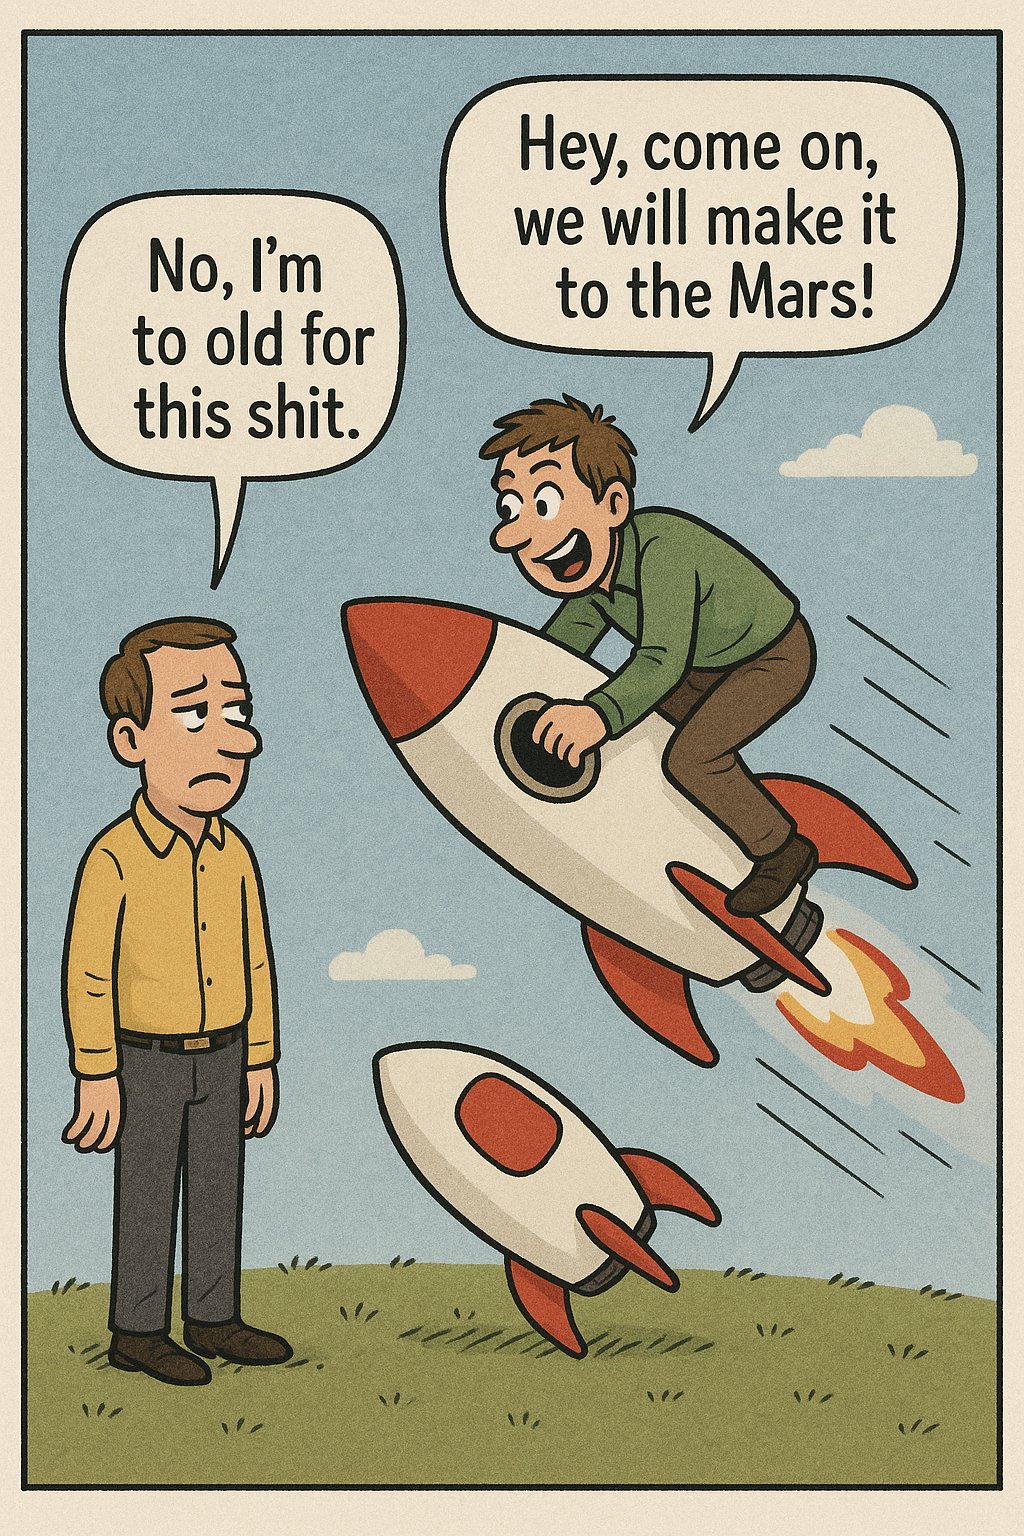 No, I'm
to old for
this shit.
Hey, come on,
we will make it
to the Mars!